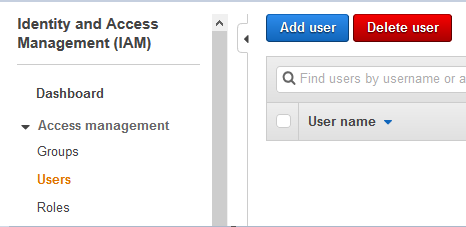 Identity and Access
Management (IAM)
Dashboard
Access management
Groups
Users
Roles
Add user
Delete user
Find users by username or a
User name